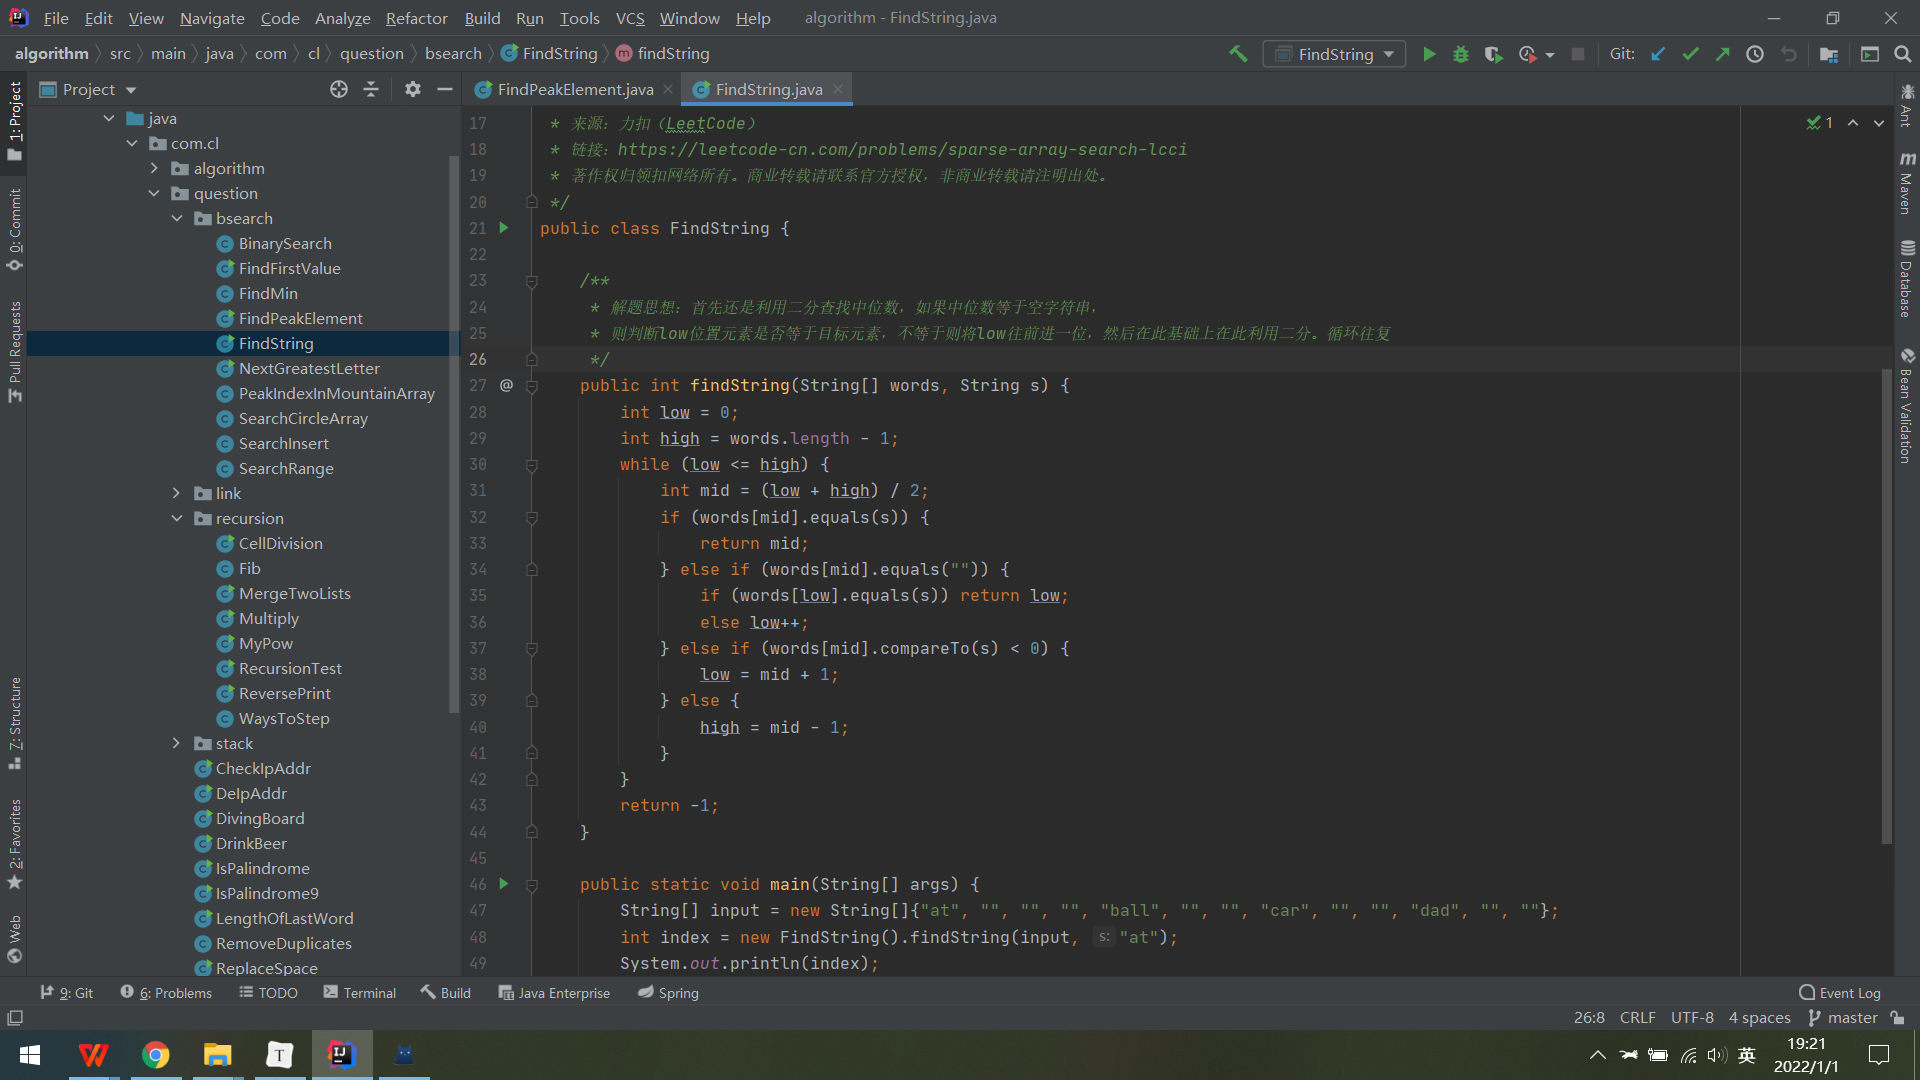 File Edit View Navigate Code Analyze Refactor Build Run Tools VCS Window Help algorithm - FindString.java
algorithm src main java com cl question bsearch FindString findString FindString Git:
Project FindPeakElement.java FindString.java
1: Project
0: Commit
Pull Requests
7: Structure
2: Favorites
Web
java
com.cl
algorithm
question
bsearch
BinarySearch
FindFirstValue
FindMin
FindPeakElement
FindString
NextGreatestLetter
PeakIndexInMountainArray
SearchCircleArray
SearchInsert
SearchRange
link
recursion
CellDivision
Fib
MergeTwoLists
Multiply
MyPow
RecursionTest
ReversePrint
WaysToStep
stack
CheckIpAddr
DeIpAddr
DivingBoard
DrinkBeer
IsPalindrome
IsPalindrome9
LengthOfLastWord
RemoveDuplicates
ReplaceSpace
1
17 * 来源：力扣（LeetCode）
18 * 链接：https://leetcode-cn.com/problems/sparse-array-search-lcci
19 * 著作权归领扣网络所有。商业转载请联系官方授权，非商业转载请注明出处。
20 */
21 public class FindString {
22
23 /**
24 * 解题思想：首先还是利用二分查找中位数，如果中位数等于空字符串，
25 * 则判断low位置元素是否等于目标元素，不等于则将low往前进一位，然后在此基础上在此利用二分。循环往复
26 */
27 @ public int findString(String[] words, String s) {
28 int low = 0;
29 int high = words.length - 1;
30 while (low <= high) {
31 int mid = (low + high) / 2;
32 if (words[mid].equals(s)) {
33 return mid;
34 } else if (words[mid].equals("")) {
35 if (words[low].equals(s)) return low;
36 else low++;
37 } else if (words[mid].compareTo(s) < 0) {
38 low = mid + 1;
39 } else {
40 high = mid - 1;
41 }
42 }
43 return -1;
44 }
45
46 public static void main(String[] args) {
47 String[] input = new String[]{"at", "", "", "", "ball", "", "", "car", "", "", "dad", "", ""};
48 int index = new FindString().findString(input, s: "at");
49 System.out.println(index);
Ant
Maven
Database
Bean Validation
9: Git 6: Problems TODO Terminal Build Java Enterprise Spring Event Log
26:8 CRLF UTF-8 4 spaces master
英
19:21
2022/1/1